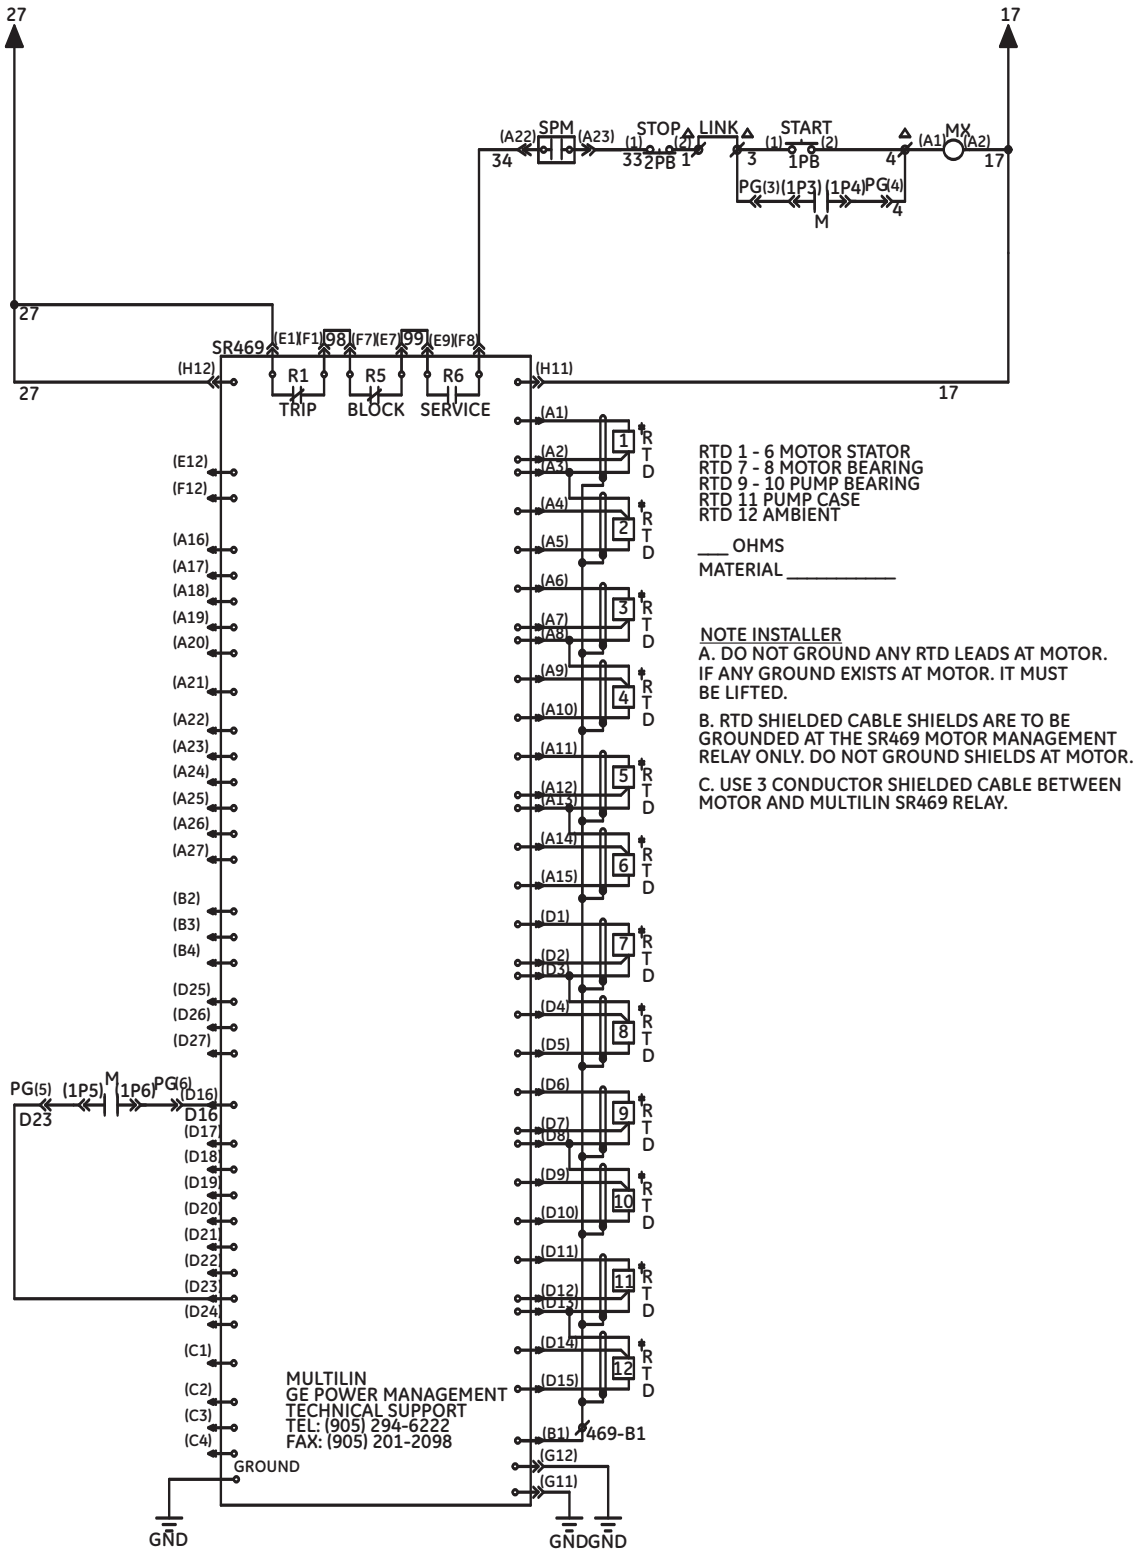 27
17
(A22) SPM (A23) (1) STOP (2) Δ LINK Δ (1) START (2) Δ (A1) MX (A2)
34 33 2PB 1 3 1PB 4 17
PG(3) (1P3) (1P4) PG(4)
M 4
27
SR469 (E1)(F1) 98 (F7)(E7) 99 (E9)(F8)
(H12) R1 R5 R6 (H11)
27 TRIP BLOCK SERVICE 17
(A1)
1 *RTD
(A2)
(A3)
(A4)
2 *RTD
(A5)
(A6)
3 *RTD
(A7)
(A8)
(A9)
4 *RTD
(A10)
(A11)
5 *RTD
(A12)
(A13)
(A14)
6 *RTD
(A15)
(D1)
7 *RTD
(D2)
(D3)
(D4)
8 *RTD
(D5)
(D6)
9 *RTD
(D7)
(D8)
(D9)
10 *RTD
(D10)
(D11)
11 *RTD
(D12)
(D13)
(D14)
12 *RTD
(D15)
(B1) 469-B1
(G12)
(G11)
GND GND
(E12)
(F12)
(A16)
(A17)
(A18)
(A19)
(A20)
(A21)
(A22)
(A23)
(A24)
(A25)
(A26)
(A27)
(B2)
(B3)
(B4)
(D25)
(D26)
(D27)
PG(5) (1P5) M (1P6) PG(6) (D16)
D23 D16
(D17)
(D18)
(D19)
(D20)
(D21)
(D22)
(D23)
(D24)
(C1)
(C2)
(C3)
(C4)
GROUND
GND
MULTILIN
GE POWER MANAGEMENT
TECHNICAL SUPPORT
TEL: (905) 294-6222
FAX: (905) 201-2098
RTD 1 - 6 MOTOR STATOR
RTD 7 - 8 MOTOR BEARING
RTD 9 - 10 PUMP BEARING
RTD 11 PUMP CASE
RTD 12 AMBIENT
___ OHMS
MATERIAL ___________
NOTE INSTALLER
A. DO NOT GROUND ANY RTD LEADS AT MOTOR.
IF ANY GROUND EXISTS AT MOTOR. IT MUST
BE LIFTED.
B. RTD SHIELDED CABLE SHIELDS ARE TO BE
GROUNDED AT THE SR469 MOTOR MANAGEMENT
RELAY ONLY. DO NOT GROUND SHIELDS AT MOTOR.
C. USE 3 CONDUCTOR SHIELDED CABLE BETWEEN
MOTOR AND MULTILIN SR469 RELAY.